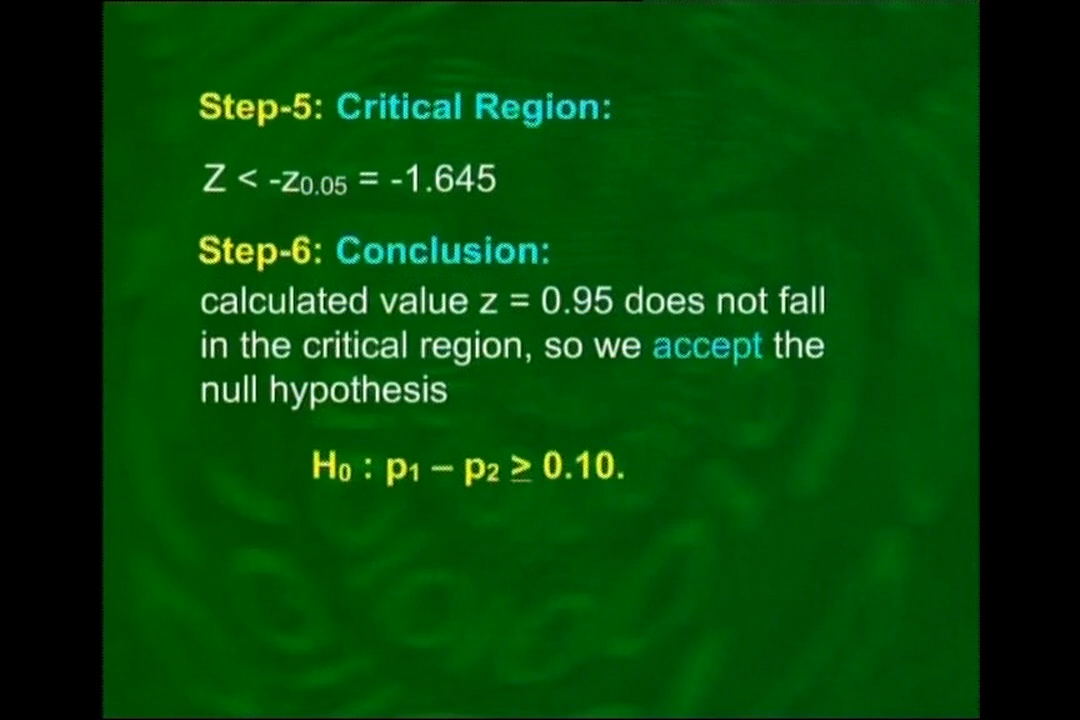 Step-5: Critical Region:
Z < -z0.05 = -1.645
Step-6: Conclusion:
calculated value z = 0.95 does not fall
in the critical region, so we accept the
null hypothesis
H0 : p1 – p2 ≥ 0.10.